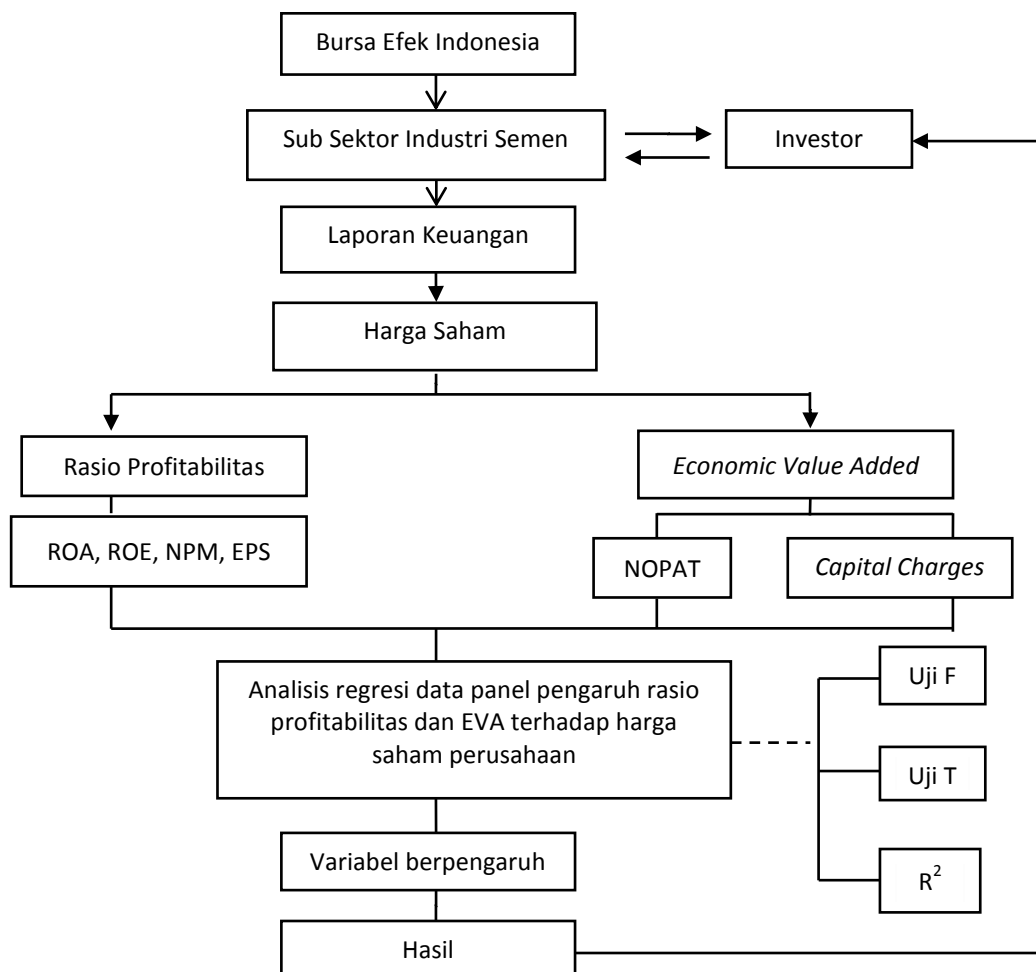 Bursa Efek Indonesia
Sub Sektor Industri Semen
Investor
Laporan Keuangan
Harga Saham
Rasio Profitabilitas
Economic Value Added
ROA, ROE, NPM, EPS
NOPAT
Capital Charges
Analisis regresi data panel pengaruh rasio
profitabilitas dan EVA terhadap harga
saham perusahaan
Uji F
Uji T
R²
Variabel berpengaruh
Hasil